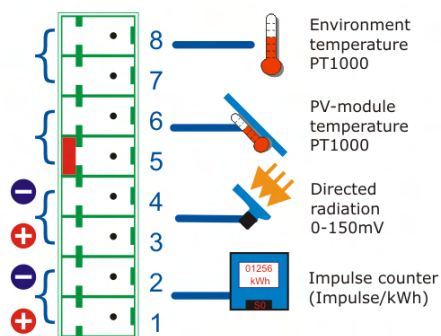 8
Environment
temperature
PT1000
7
6
PV-module
temperature
PT1000
5
4
Directed
radiation
0-150mV
3
2
01256
kWh
S0
Impulse counter
(Impulse/kWh)
1